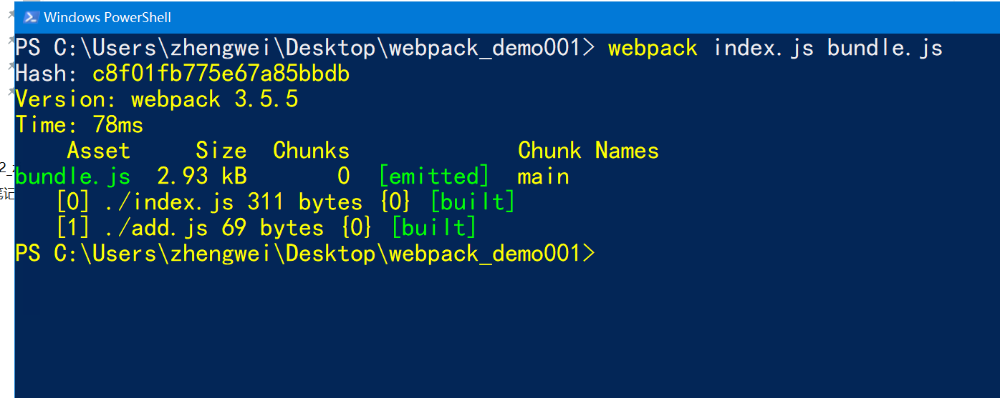 Windows PowerShell
PS C:\Users\zhengwei\Desktop\webpack_demo001> webpack index.js bundle.js
Hash: c8f01fb775e67a85bbdb
Version: webpack 3.5.5
Time: 78ms
    Asset     Size  Chunks             Chunk Names
bundle.js  2.93 kB       0  [emitted]  main
   [0] ./index.js 311 bytes {0} [built]
   [1] ./add.js 69 bytes {0} [built]
PS C:\Users\zhengwei\Desktop\webpack_demo001>
笔记